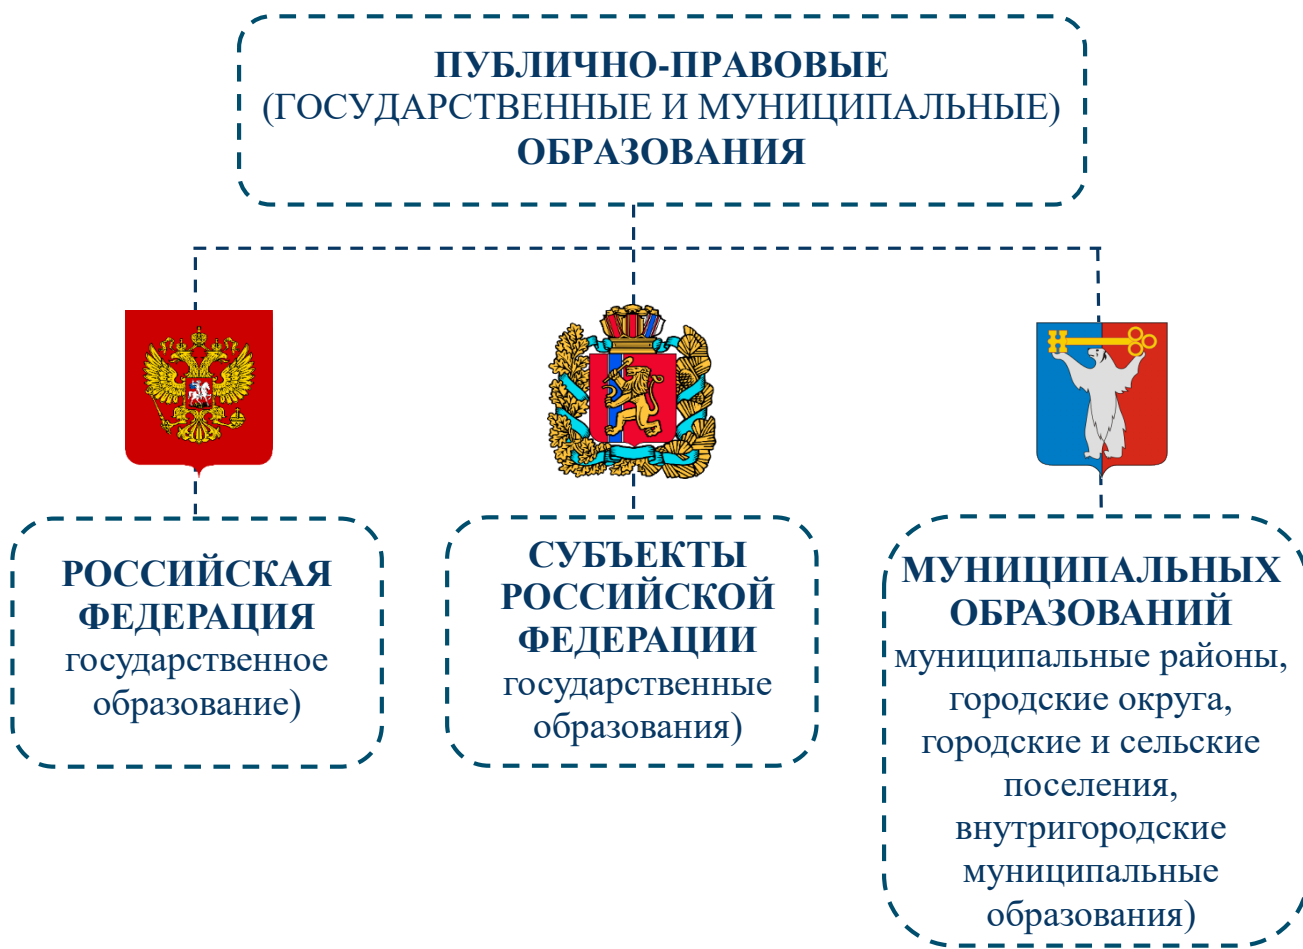 ПУБЛИЧНО-ПРАВОВЫЕ
(ГОСУДАРСТВЕННЫЕ И МУНИЦИПАЛЬНЫЕ)
ОБРАЗОВАНИЯ
РОССИЙСКАЯ
ФЕДЕРАЦИЯ
государственное
образование)
СУБЪЕКТЫ
РОССИЙСКОЙ
ФЕДЕРАЦИИ
государственные
образования)
МУНИЦИПАЛЬНЫХ
ОБРАЗОВАНИЙ
муниципальные районы,
городские округа,
городские и сельские
поселения,
внутригородские
муниципальные
образования)